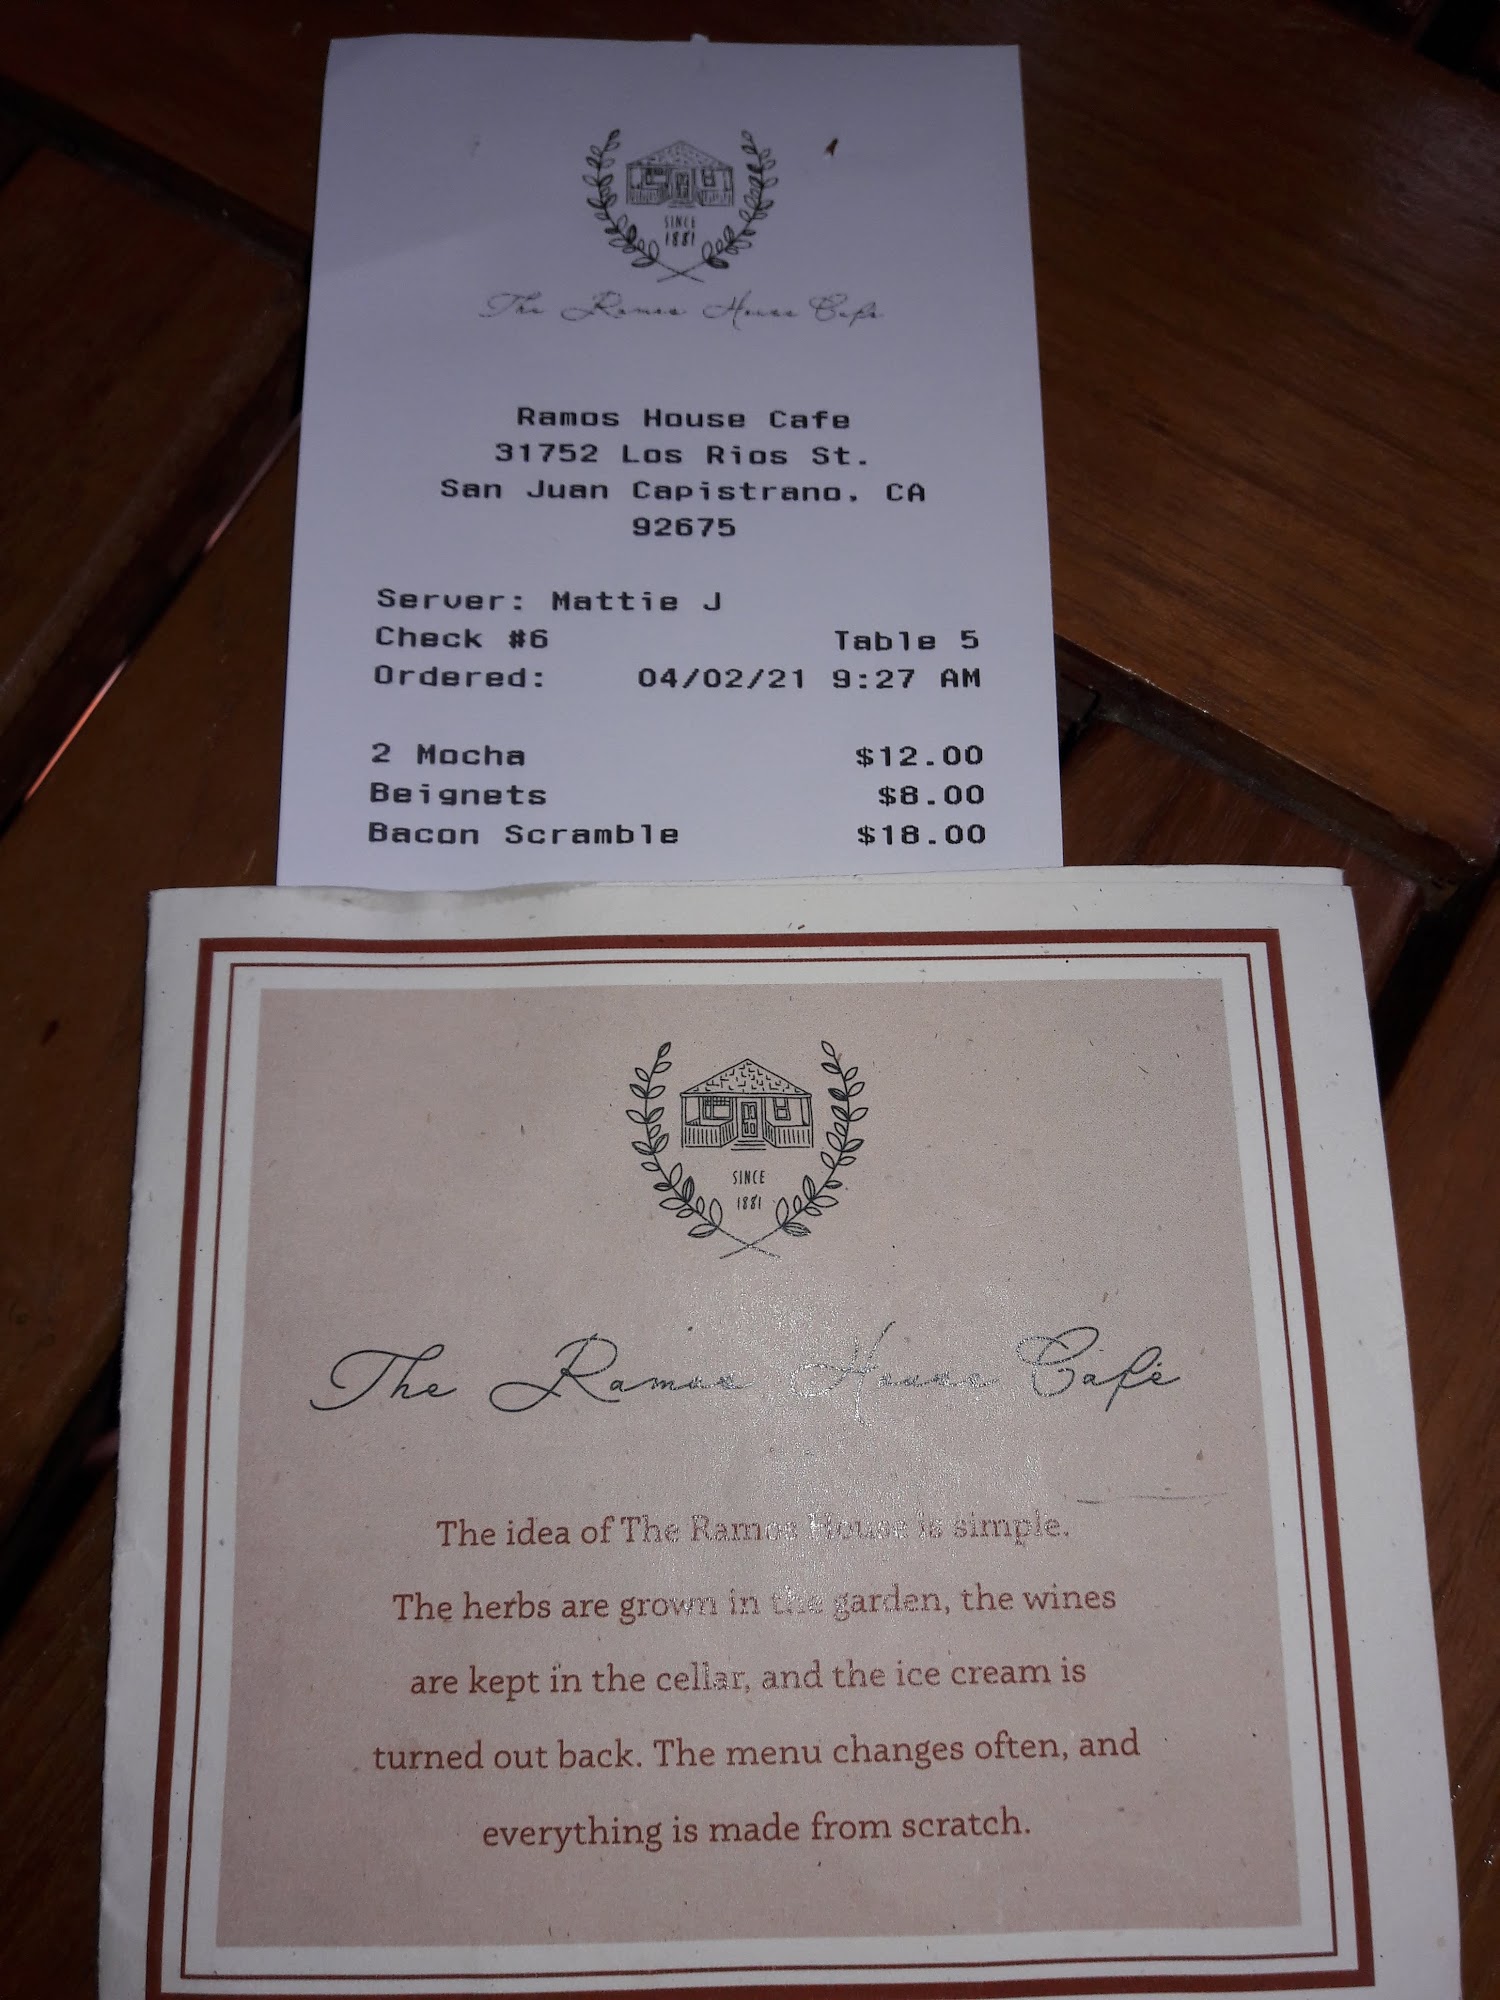 SINCE
1881
The Ramos House Cafe
Ramos House Cafe
31752 Los Rios St.
San Juan Capistrano, CA
92675
Server: Mattie J
Check #6 Table 5
Ordered: 04/02/21 9:27 AM
2 Mocha $12.00
Beignets $8.00
Bacon Scramble $18.00
SINCE
1881
The Ramos House Café
The idea of The Ramos House is simple.
The herbs are grown in the garden, the wines
are kept in the cellar, and the ice cream is
turned out back. The menu changes often, and
everything is made from scratch.